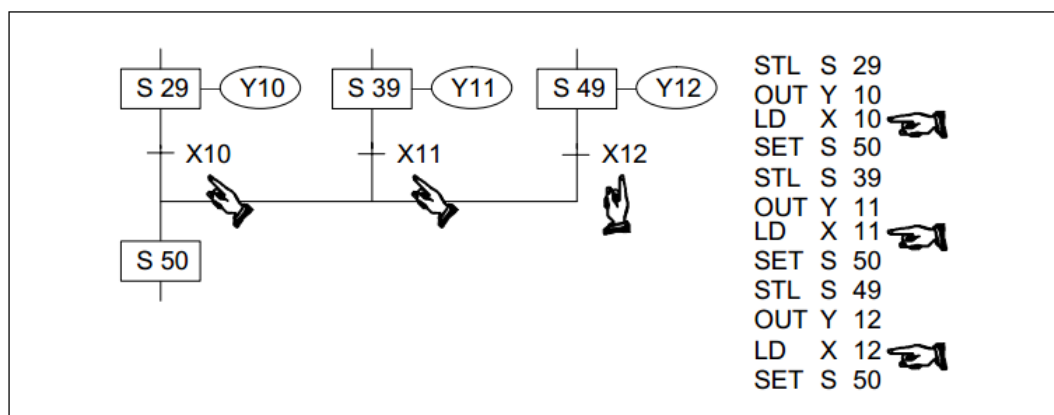 S 29 Y10 S 39 Y11 S 49 Y12
X10 X11 X12
S 50
STL S 29
OUT Y 10
LD X 10
SET S 50
STL S 39
OUT Y 11
LD X 11
SET S 50
STL S 49
OUT Y 12
LD X 12
SET S 50